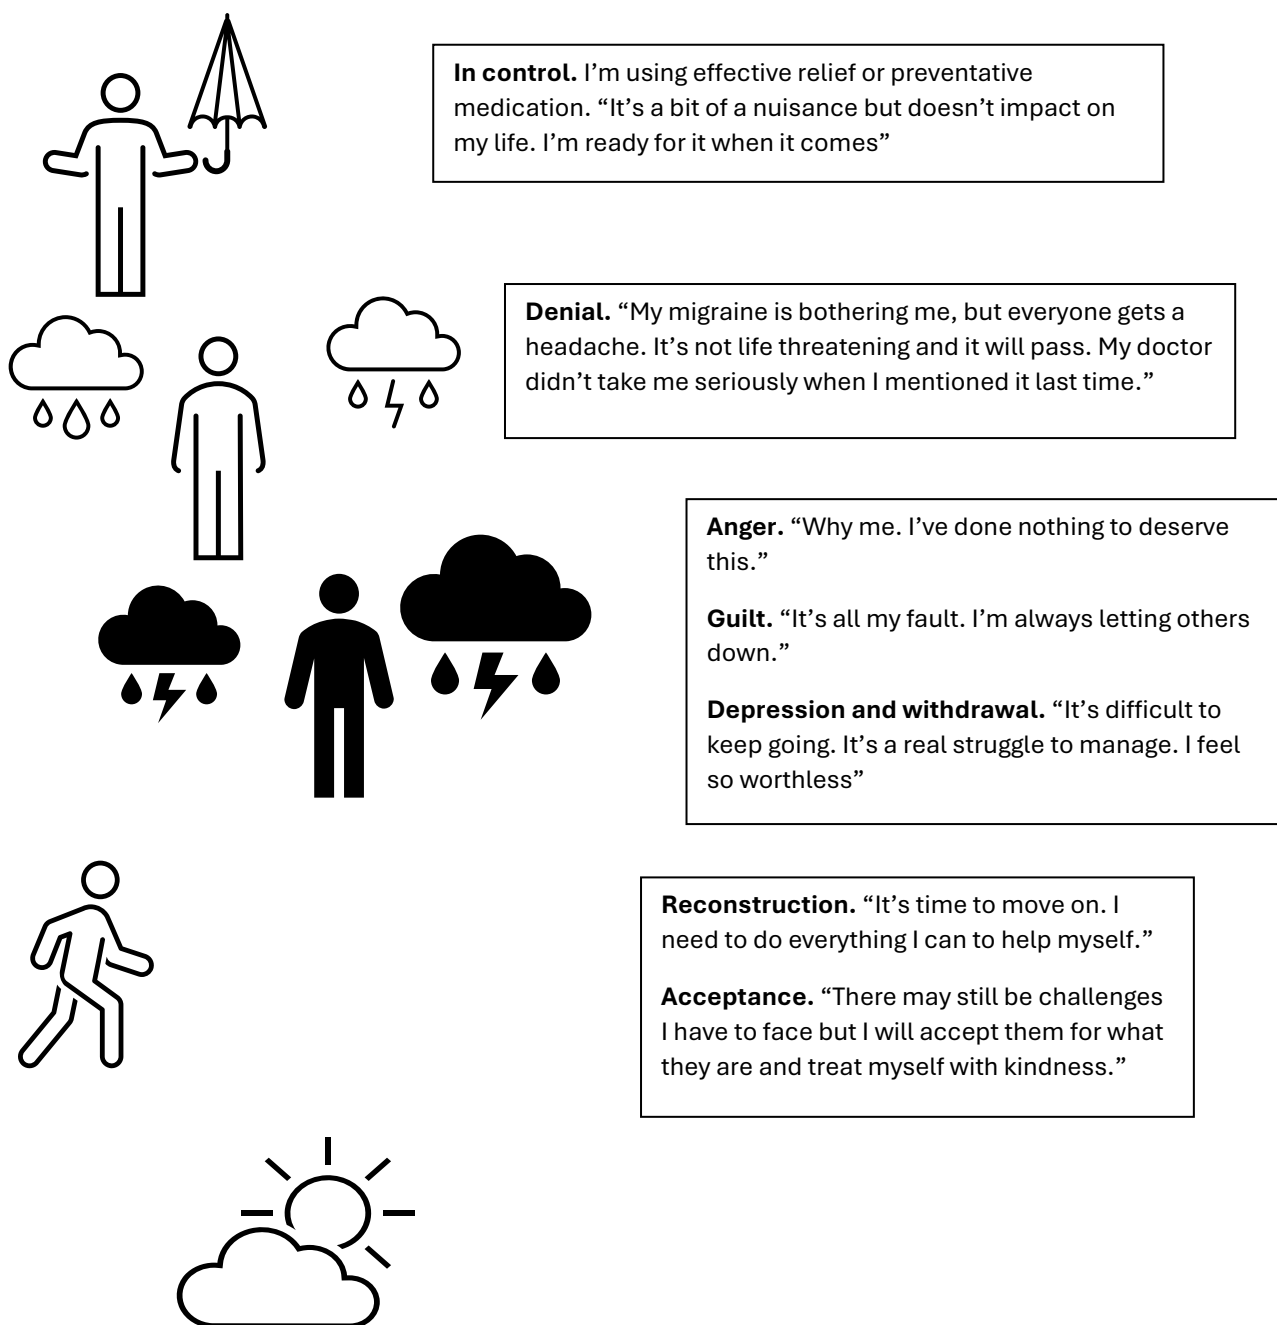 In control. I’m using effective relief or preventative
medication. “It’s a bit of a nuisance but doesn’t impact on
my life. I’m ready for it when it comes”
Denial. “My migraine is bothering me, but everyone gets a
headache. It’s not life threatening and it will pass. My doctor
didn’t take me seriously when I mentioned it last time.”
Anger. “Why me. I’ve done nothing to deserve
this.”
Guilt. “It’s all my fault. I’m always letting others
down.”
Depression and withdrawal. “It’s difficult to
keep going. It’s a real struggle to manage. I feel
so worthless”
Reconstruction. “It’s time to move on. I
need to do everything I can to help myself.”
Acceptance. “There may still be challenges
I have to face but I will accept them for what
they are and treat myself with kindness.”